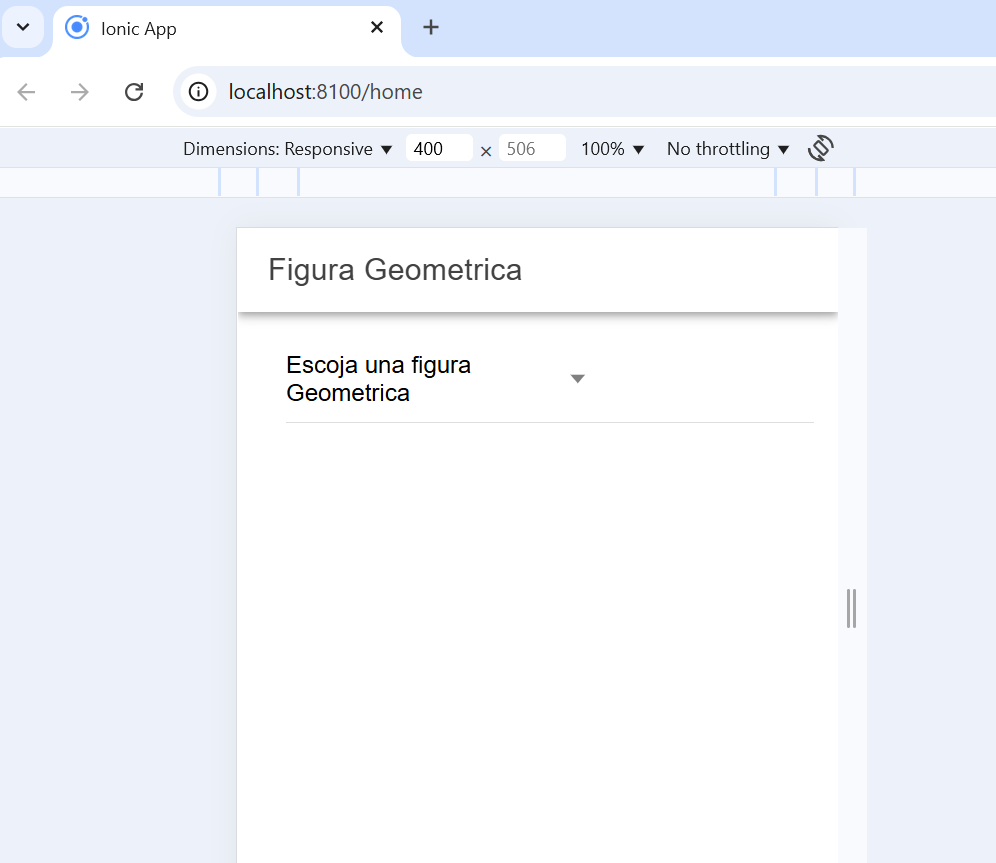 Ionic App
localhost:8100/home
Dimensions: Responsive 400 × 506 100% No throttling
Figura Geometrica
Escoja una figura
Geometrica